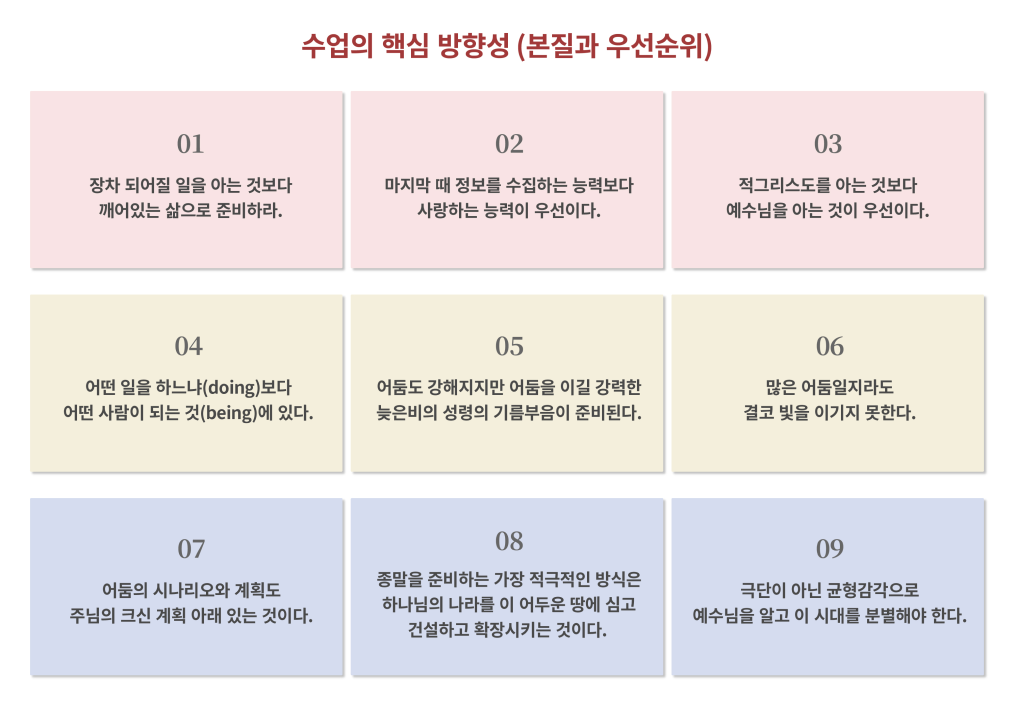 수업의 핵심 방향성 (본질과 우선순위)
01
장차 되어질 일을 아는 것보다
깨어있는 삶으로 준비하라.
02
마지막 때 정보를 수집하는 능력보다
사랑하는 능력이 우선이다.
03
적그리스도를 아는 것보다
예수님을 아는 것이 우선이다.
04
어떤 일을 하느냐(doing)보다
어떤 사람이 되는 것(being)에 있다.
05
어둠도 강해지지만 어둠을 이길 강력한
늦은비의 성령의 기름부음이 준비된다.
06
많은 어둠일지라도
결코 빛을 이기지 못한다.
07
어둠의 시나리오와 계획도
주님의 크신 계획 아래 있는 것이다.
08
종말을 준비하는 가장 적극적인 방식은
하나님의 나라를 이 어두운 땅에 심고
건설하고 확장시키는 것이다.
09
극단이 아닌 균형감각으로
예수님을 알고 이 시대를 분별해야 한다.